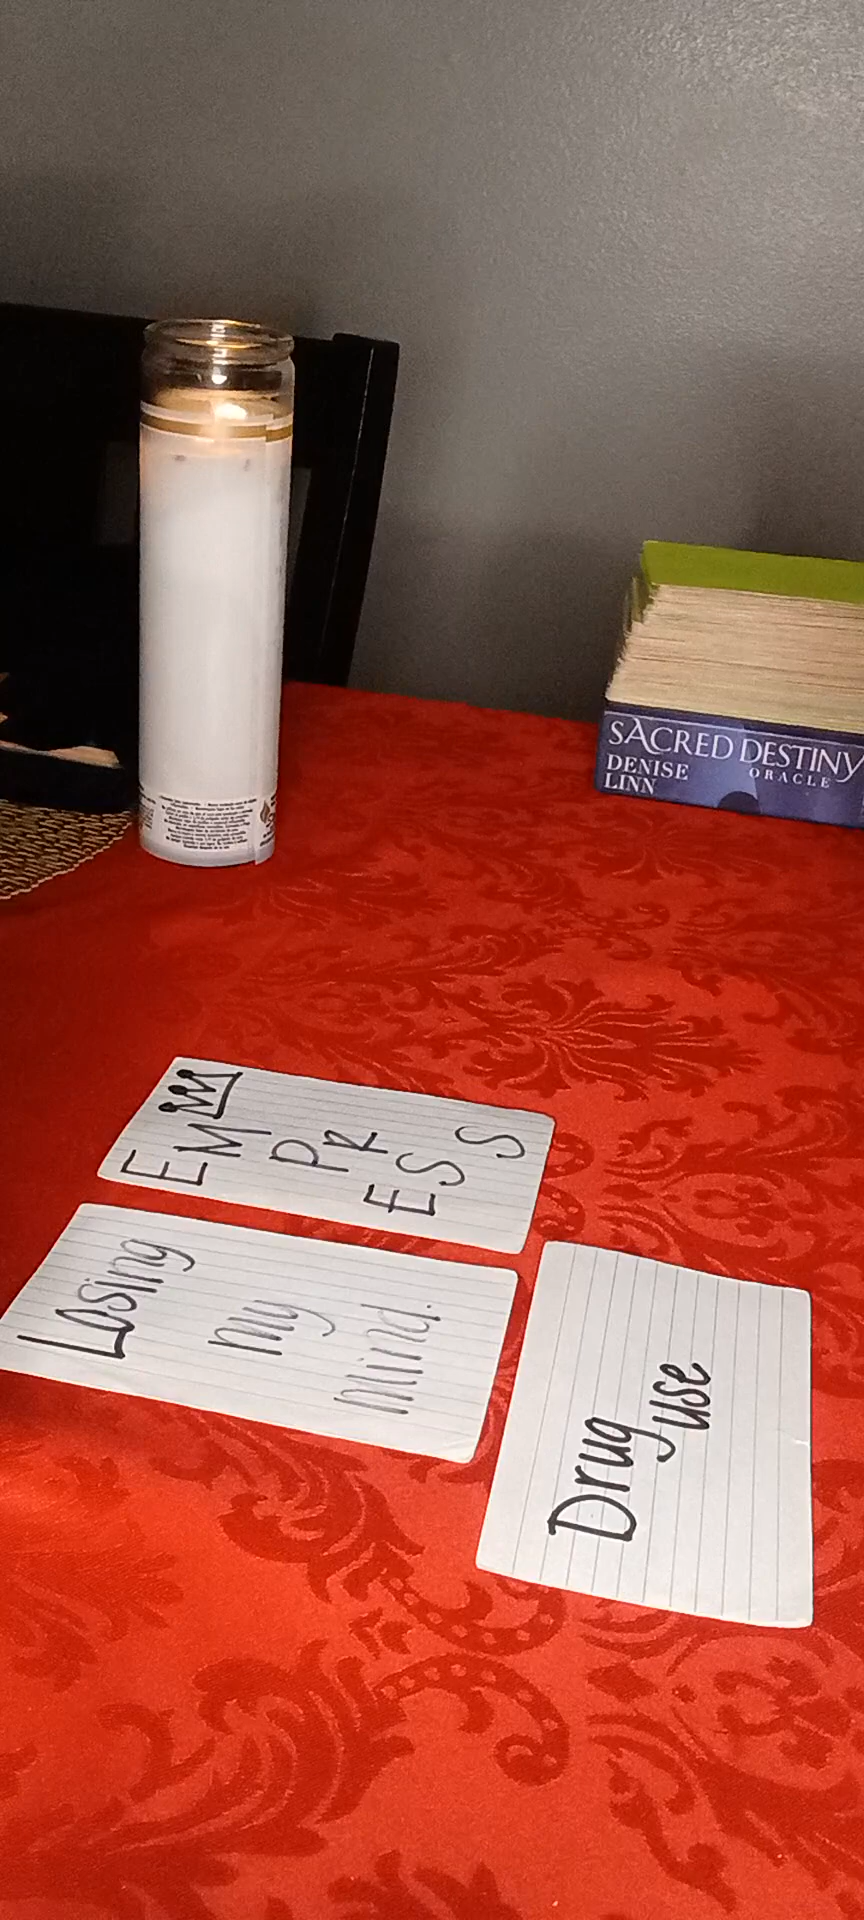 SACRED DESTINY
ORACLE
DENISE
LINN
EMPRESS
Losing
my
mind.
Drug
use